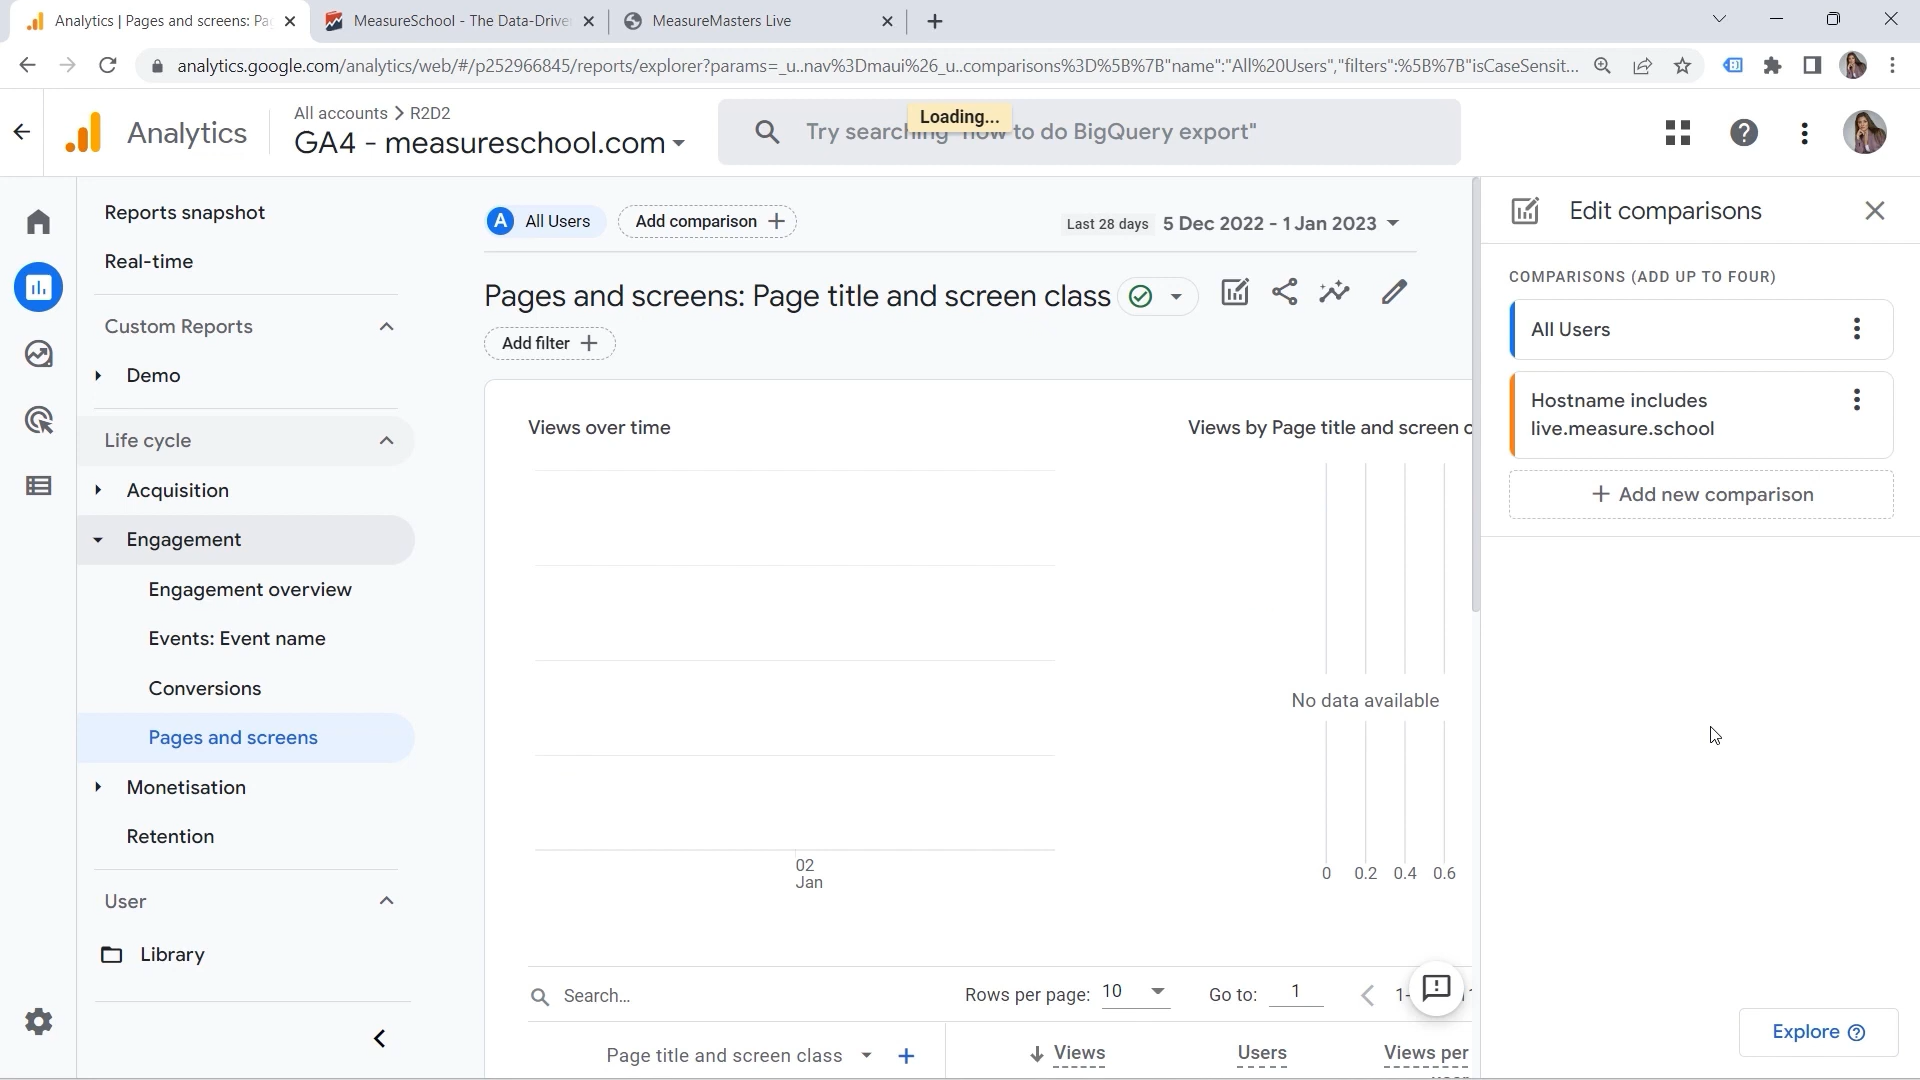 Analytics | Pages and screens: Pa
MeasureSchool - The Data-Drive
MeasureMasters Live
analytics.google.com/analytics/web/#/p252966845/reports/explorer?params=_u..nav%3Dmaui%26_u..comparisons%3D%5B%7B"name":"All%20Users","filters":%5B%7B"isCaseSensit...
Analytics
All accounts > R2D2
GA4 - measureschool.com
Try searching "how to do BigQuery export"
Loading...
Reports snapshot
Real-time
Custom Reports
Demo
Life cycle
Acquisition
Engagement
Engagement overview
Events: Event name
Conversions
Pages and screens
Monetisation
Retention
User
Library
A All Users
Add comparison +
Last 28 days 5 Dec 2022 - 1 Jan 2023
Pages and screens: Page title and screen class
Add filter +
Views over time
02
Jan
Views by Page title and screen c
No data available
0 0.2 0.4 0.6
Search...
Rows per page: 10
Go to: 1
1-
Page title and screen class
Views
Users
Views per
Edit comparisons
COMPARISONS (ADD UP TO FOUR)
All Users
Hostname includes
live.measure.school
+ Add new comparison
Explore